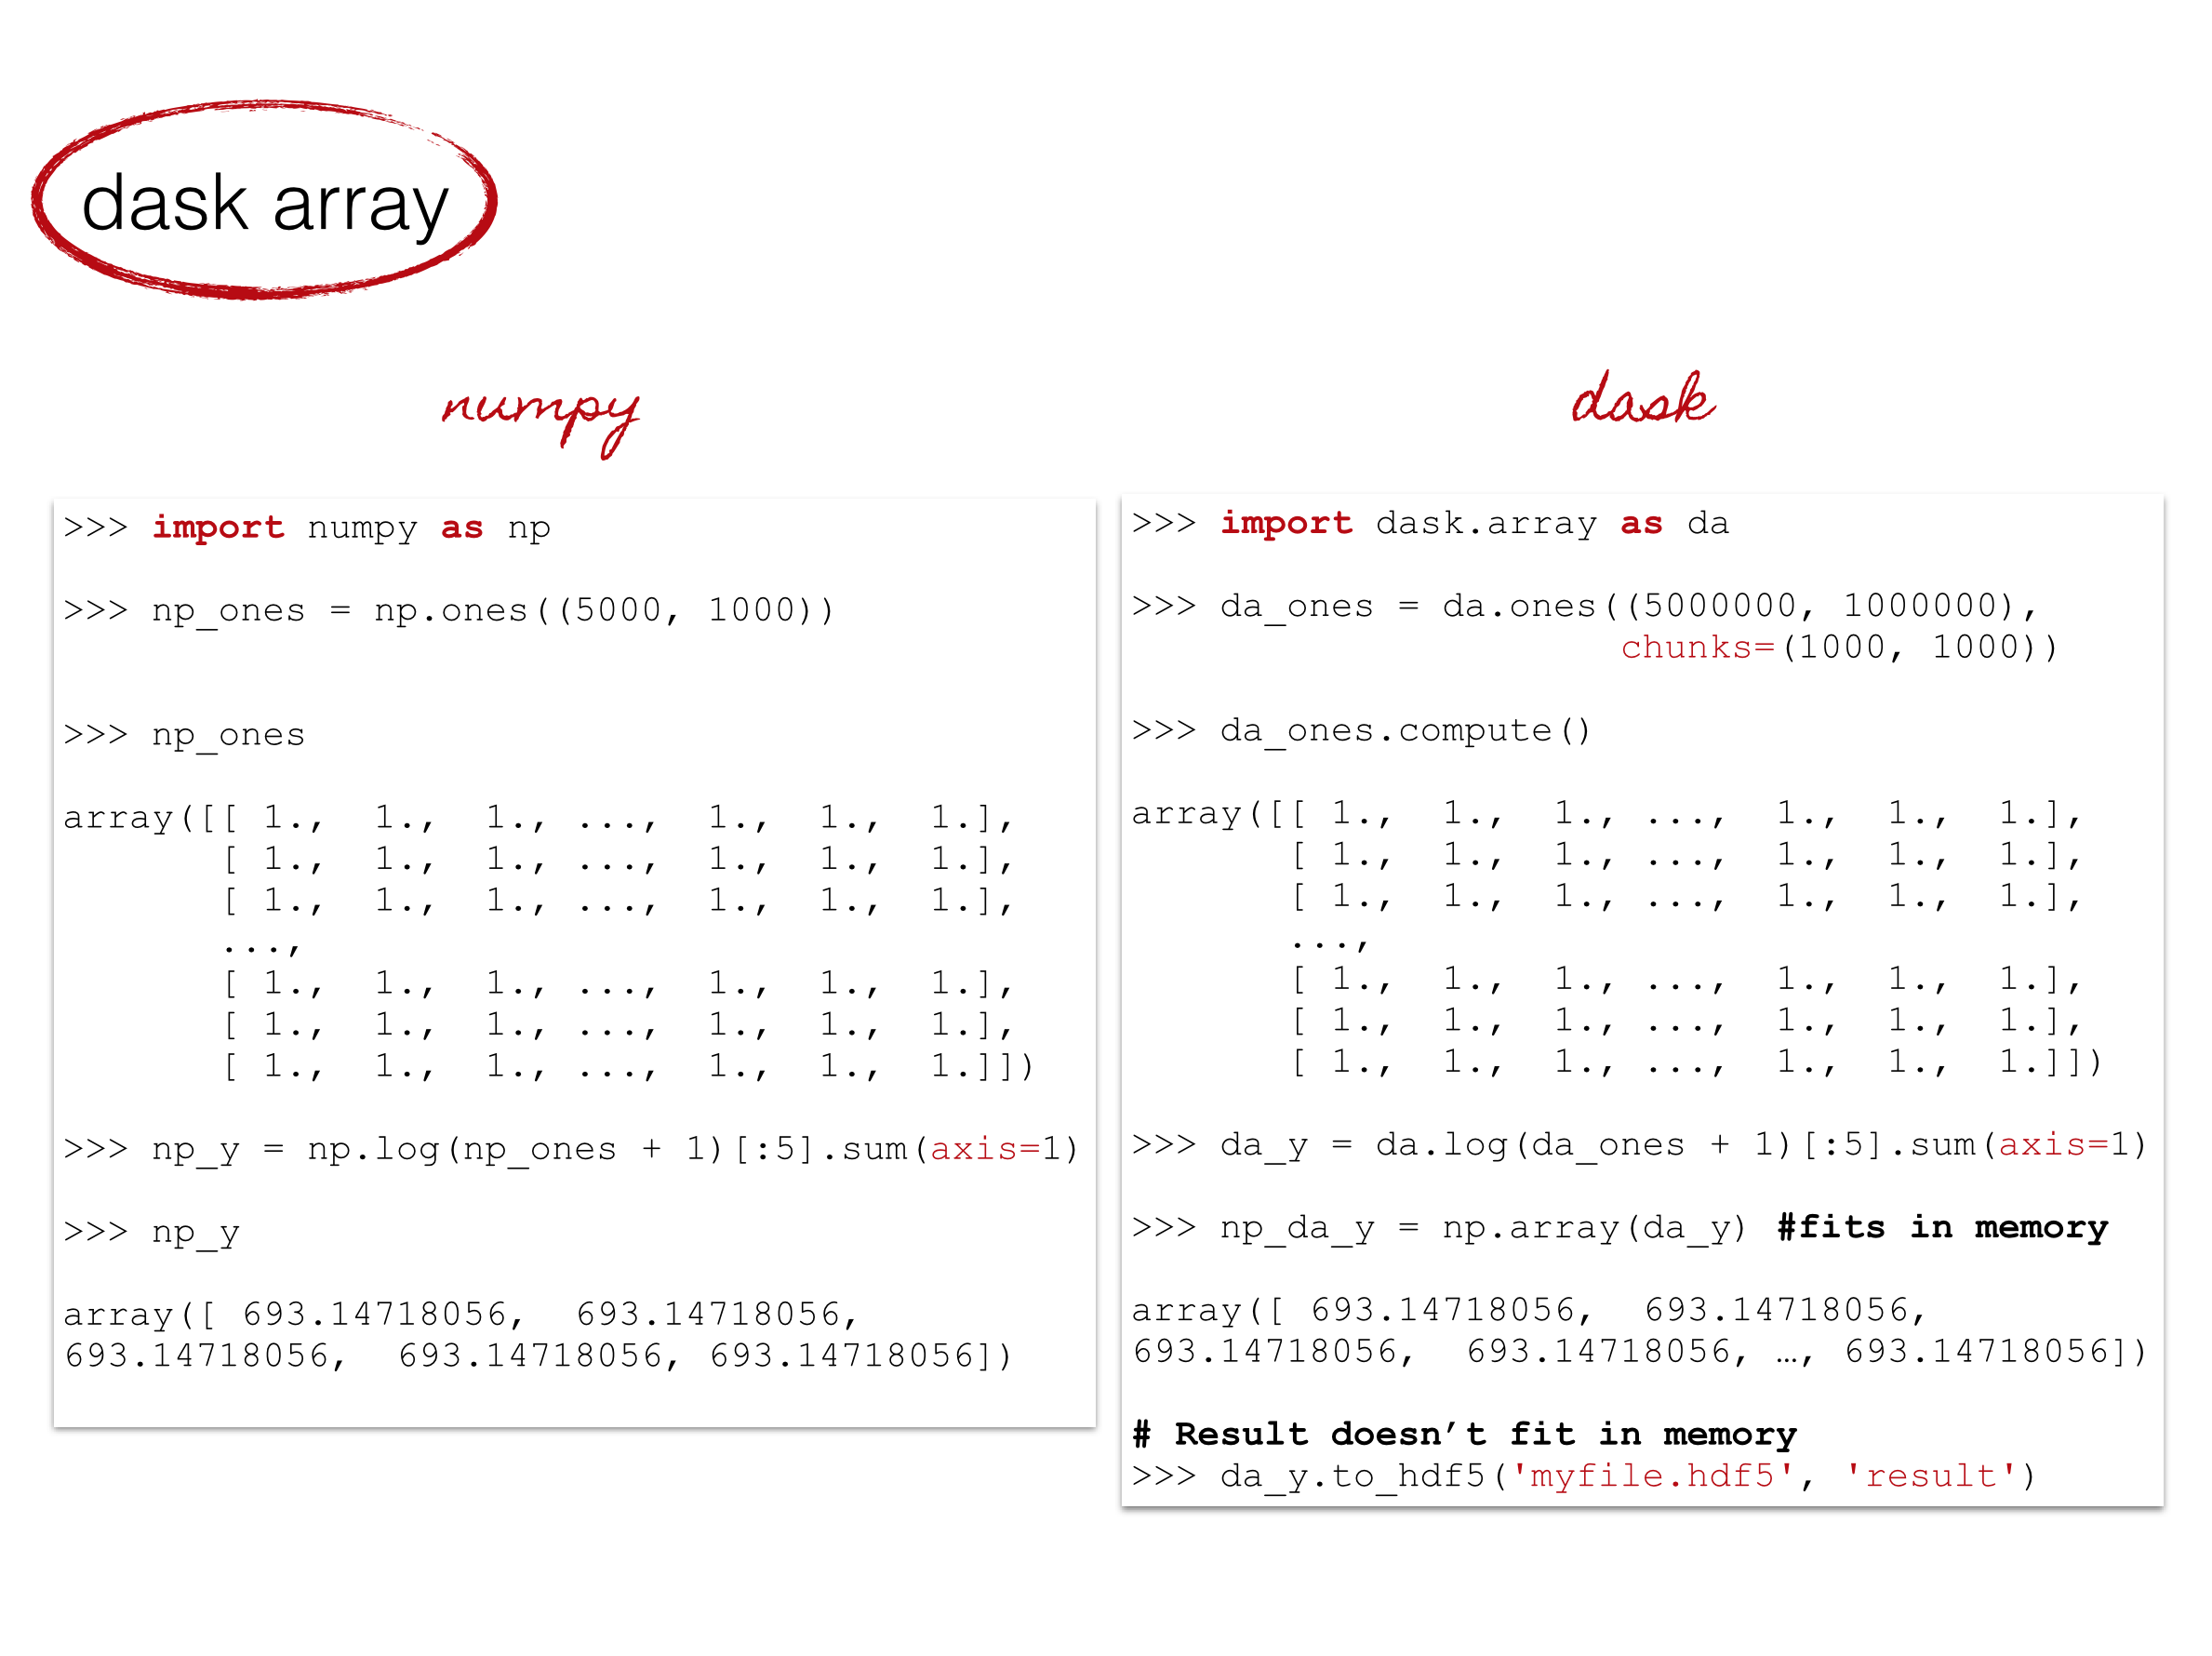 dask array
numpy
>>> import numpy as np
>>> np_ones = np.ones((5000, 1000))
>>> np_ones
array([[ 1.,  1.,  1., ...,  1.,  1.,  1.],
[ 1.,  1.,  1., ...,  1.,  1.,  1.],
[ 1.,  1.,  1., ...,  1.,  1.,  1.],
...,
[ 1.,  1.,  1., ...,  1.,  1.,  1.],
[ 1.,  1.,  1., ...,  1.,  1.,  1.],
[ 1.,  1.,  1., ...,  1.,  1.,  1.]])
>>> np_y = np.log(np_ones + 1)[:5].sum(axis=1)
>>> np_y
array([ 693.14718056,  693.14718056,
693.14718056,  693.14718056, 693.14718056])
dask
>>> import dask.array as da
>>> da_ones = da.ones((5000000, 1000000),
chunks=(1000, 1000))
>>> da_ones.compute()
array([[ 1.,  1.,  1., ...,  1.,  1.,  1.],
[ 1.,  1.,  1., ...,  1.,  1.,  1.],
[ 1.,  1.,  1., ...,  1.,  1.,  1.],
...,
[ 1.,  1.,  1., ...,  1.,  1.,  1.],
[ 1.,  1.,  1., ...,  1.,  1.,  1.],
[ 1.,  1.,  1., ...,  1.,  1.,  1.]])
>>> da_y = da.log(da_ones + 1)[:5].sum(axis=1)
>>> np_da_y = np.array(da_y) #fits in memory
array([ 693.14718056,  693.14718056,
693.14718056,  693.14718056, …, 693.14718056])
# Result doesn’t fit in memory
>>> da_y.to_hdf5('myfile.hdf5', 'result')